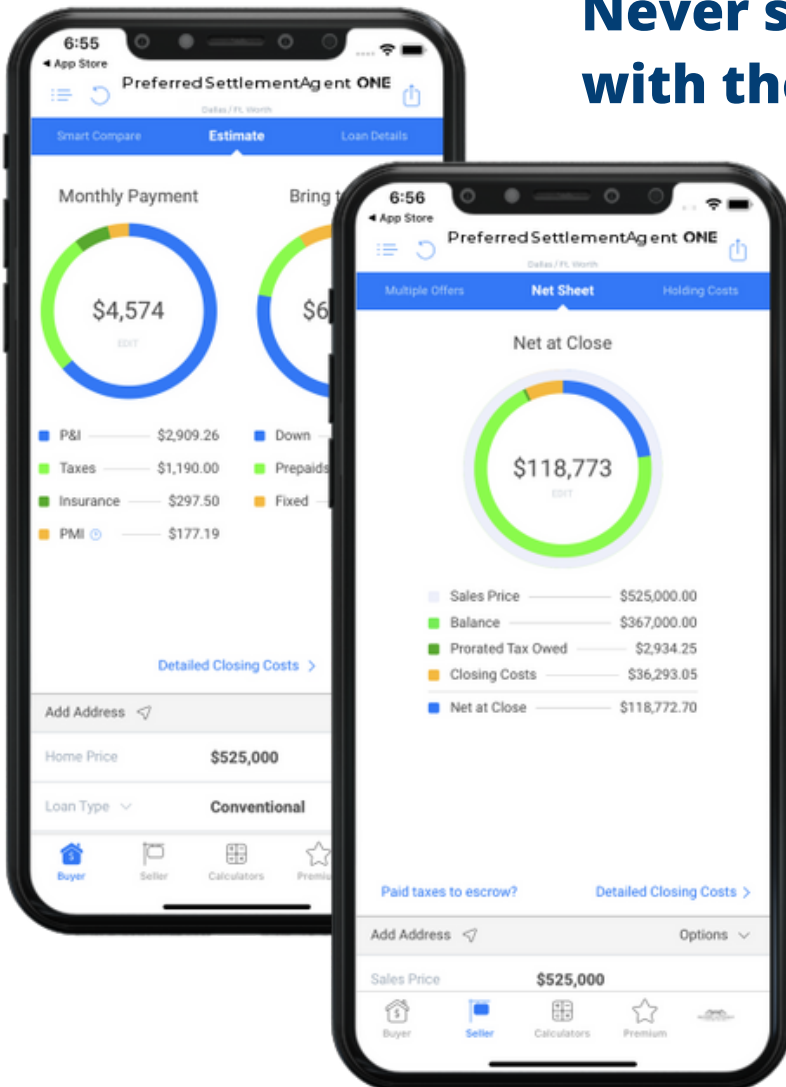 Never s
with the
6:55
App Store
Preferred SettlementAgent ONE
Dallas / Ft. Worth
Smart Compare Estimate Loan Details
Monthly Payment Bring t
$4,574 $6
EDIT
P&I $2,909.26 Down
Taxes $1,190.00 Prepaids
Insurance $297.50 Fixed
PMI $177.19
Detailed Closing Costs >
Add Address
Home Price $525,000
Loan Type Conventional
Buyer Seller Calculators Premiu
6:56
App Store
Preferred SettlementAgent ONE
Dallas / Ft. Worth
Multiple Offers Net Sheet Holding Costs
Net at Close
$118,773
EDIT
Sales Price $525,000.00
Balance $367,000.00
Prorated Tax Owed $2,934.25
Closing Costs $36,293.05
Net at Close $118,772.70
Paid taxes to escrow? Detailed Closing Costs >
Add Address Options
Sales Price $525,000
Buyer Seller Calculators Premium